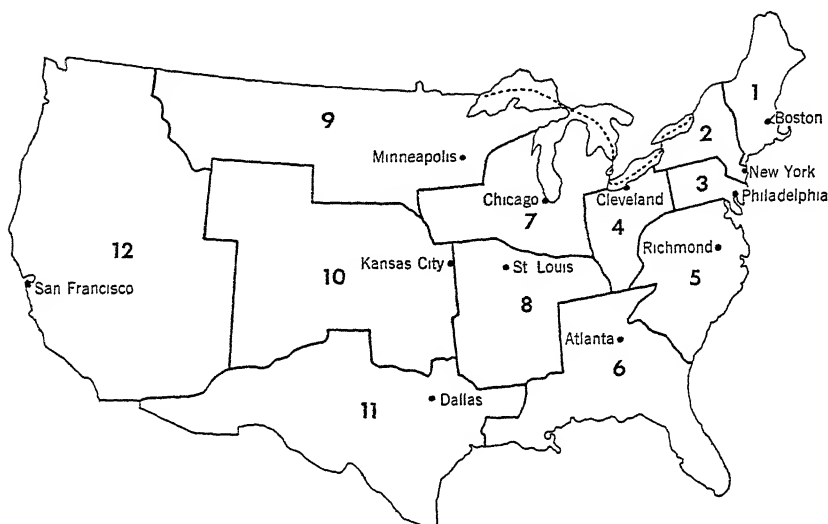 1
Boston
9
2
Minneapolis
New York
3
Philadelphia
Chicago
Cleveland
7
4
12
Richmond
10
Kansas City
St Louis
5
San Francisco
8
Atlanta
6
11
Dallas